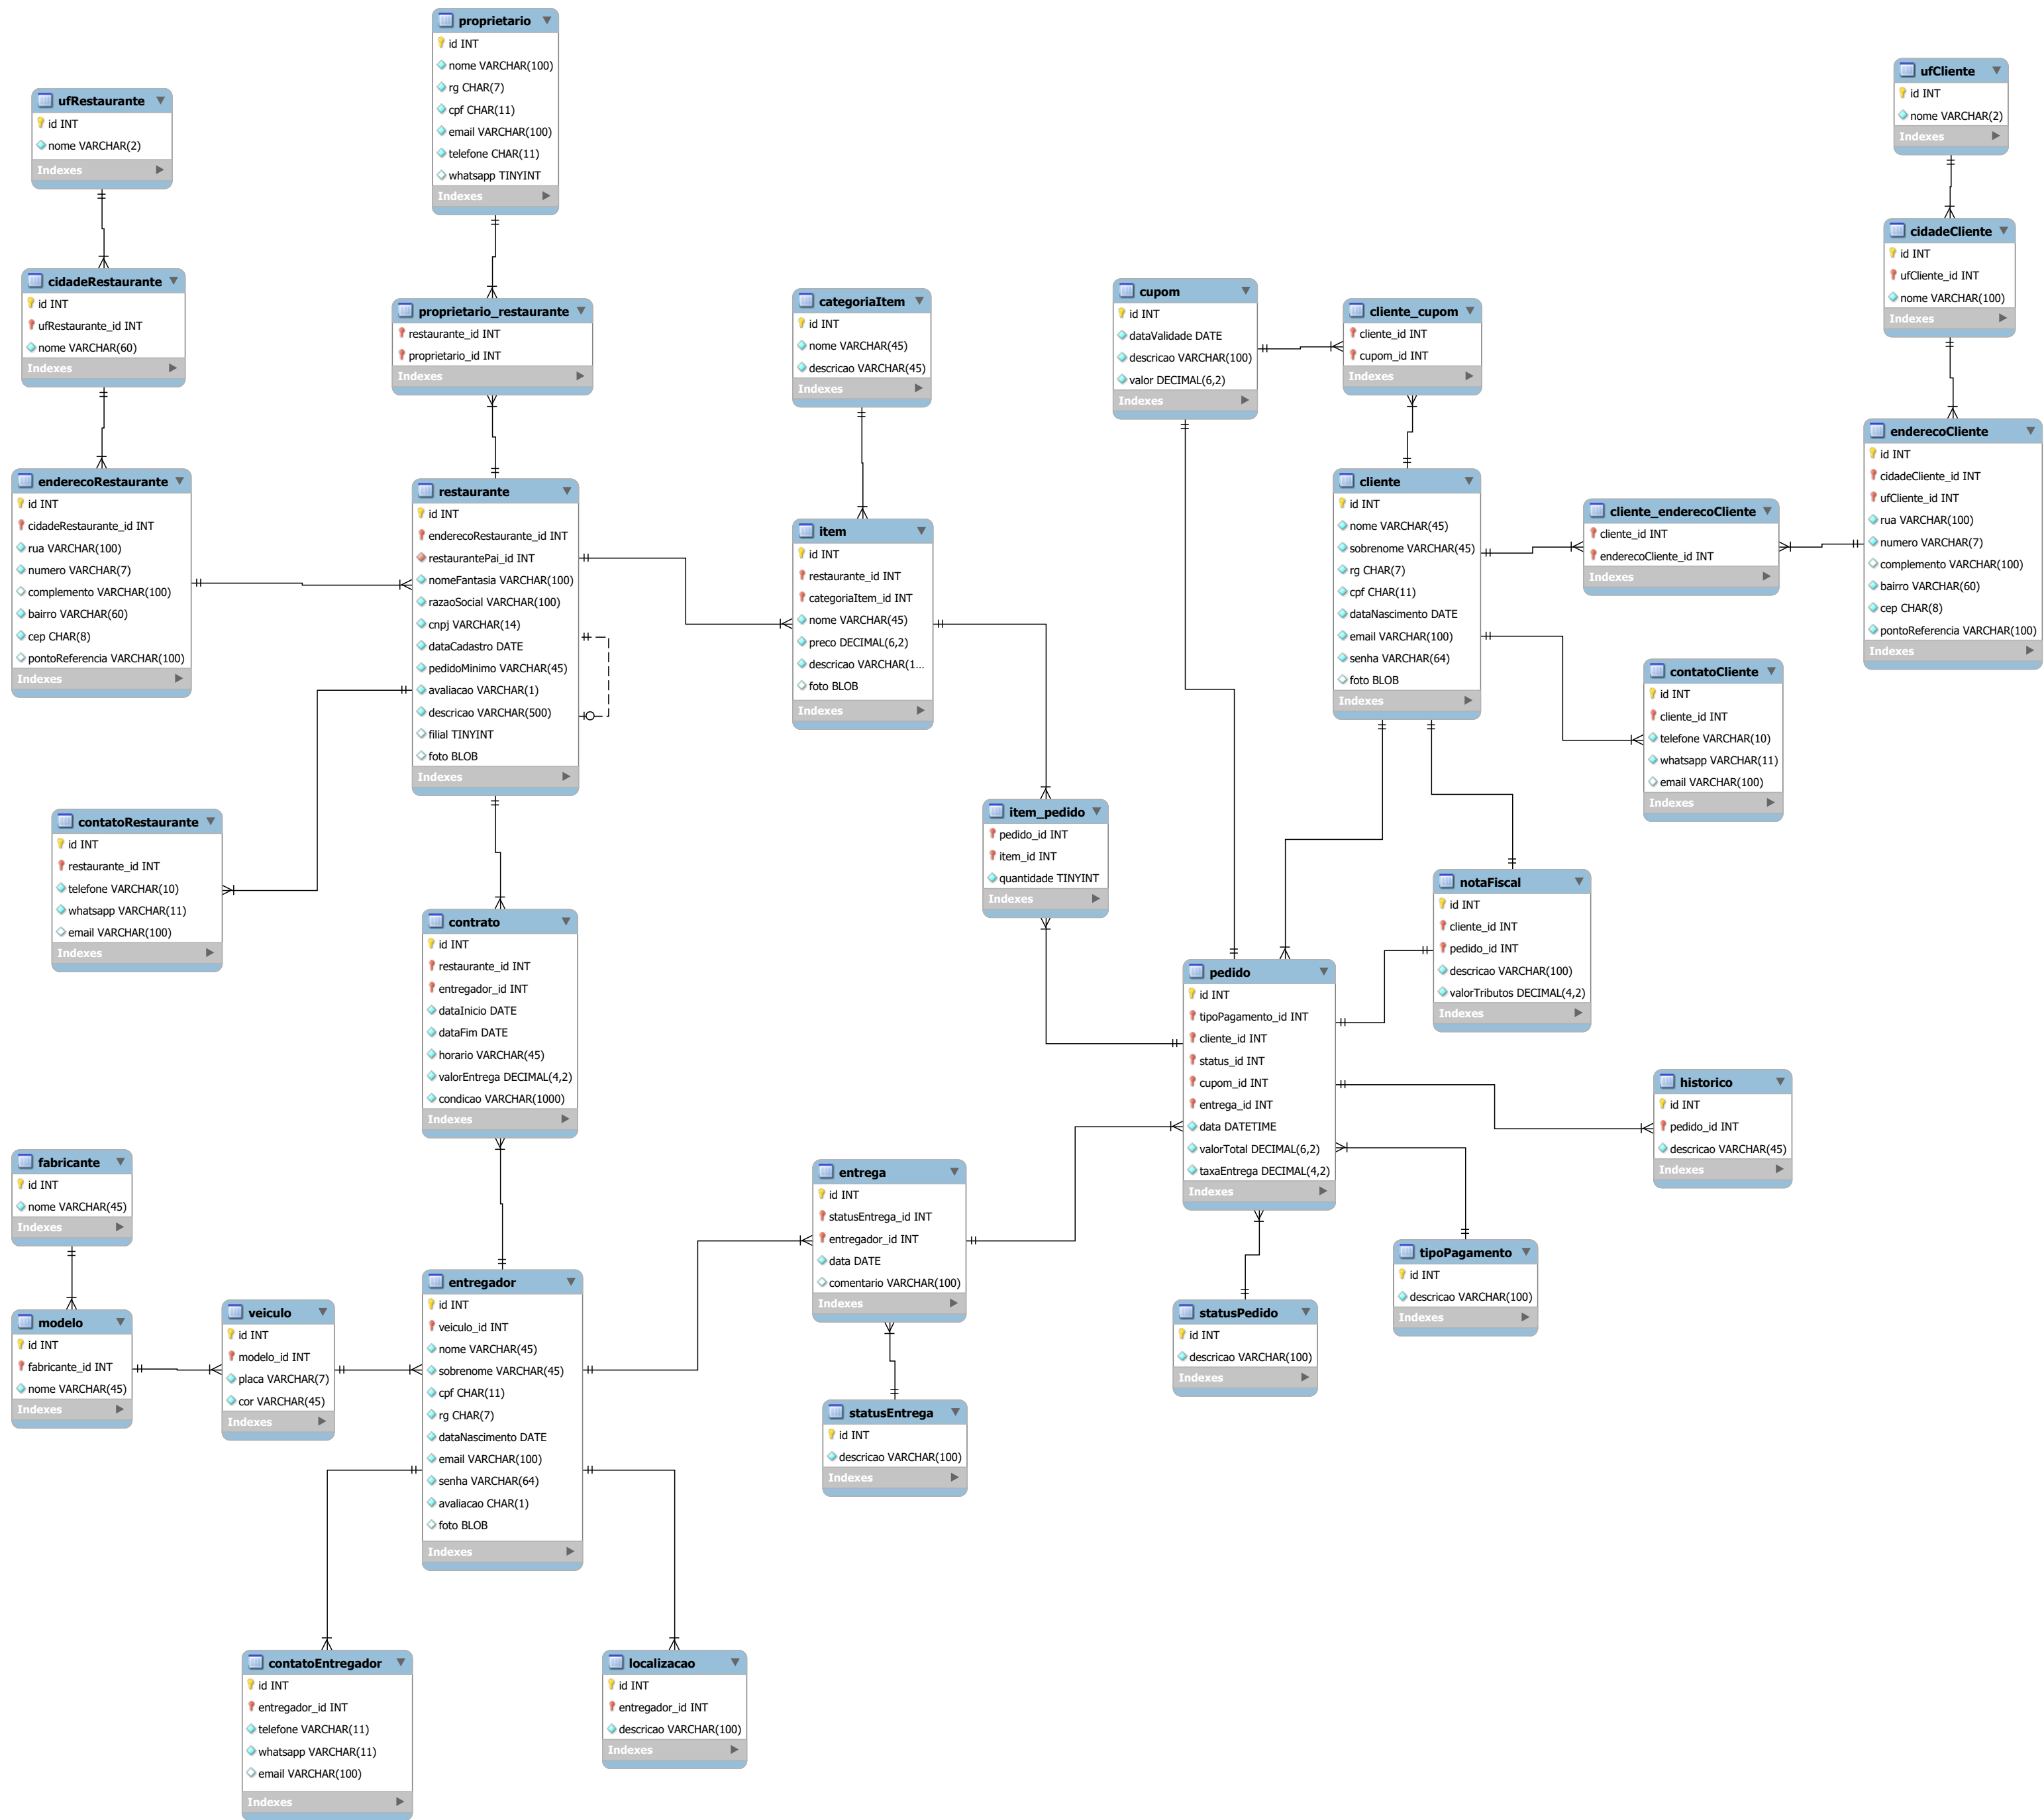 proprietario
id INT
nome VARCHAR(100)
rg CHAR(7)
cpf CHAR(11)
email VARCHAR(100)
telefone CHAR(11)
whatsapp TINYINT
Indexes
ufRestaurante
id INT
nome VARCHAR(2)
Indexes
ufCliente
id INT
nome VARCHAR(2)
Indexes
cidadeRestaurante
id INT
ufRestaurante_id INT
nome VARCHAR(60)
Indexes
proprietario_restaurante
restaurante_id INT
proprietario_id INT
Indexes
categoriaItem
id INT
nome VARCHAR(45)
descricao VARCHAR(45)
Indexes
cupom
id INT
dataValidade DATE
descricao VARCHAR(100)
valor DECIMAL(6,2)
Indexes
cliente_cupom
cliente_id INT
cupom_id INT
Indexes
cidadeCliente
id INT
ufCliente_id INT
nome VARCHAR(100)
Indexes
enderecoRestaurante
id INT
cidadeRestaurante_id INT
rua VARCHAR(100)
numero VARCHAR(7)
complemento VARCHAR(100)
bairro VARCHAR(60)
cep CHAR(8)
pontoReferencia VARCHAR(100)
Indexes
restaurante
id INT
enderecoRestaurante_id INT
restaurantePai_id INT
nomeFantasia VARCHAR(100)
razaoSocial VARCHAR(100)
cnpj VARCHAR(14)
dataCadastro DATE
pedidoMinimo VARCHAR(45)
avaliacao VARCHAR(1)
descricao VARCHAR(500)
filial TINYINT
foto BLOB
Indexes
item
id INT
restaurante_id INT
categoriaItem_id INT
nome VARCHAR(45)
preco DECIMAL(6,2)
descricao VARCHAR(1...
foto BLOB
Indexes
cliente
id INT
nome VARCHAR(45)
sobrenome VARCHAR(45)
rg CHAR(7)
cpf CHAR(11)
dataNascimento DATE
email VARCHAR(100)
senha VARCHAR(64)
foto BLOB
Indexes
cliente_enderecoCliente
cliente_id INT
enderecoCliente_id INT
Indexes
enderecoCliente
id INT
cidadeCliente_id INT
ufCliente_id INT
rua VARCHAR(100)
numero VARCHAR(7)
complemento VARCHAR(100)
bairro VARCHAR(60)
cep CHAR(8)
pontoReferencia VARCHAR(100)
Indexes
contatoCliente
id INT
cliente_id INT
telefone VARCHAR(10)
whatsapp VARCHAR(11)
email VARCHAR(100)
Indexes
contatoRestaurante
id INT
restaurante_id INT
telefone VARCHAR(10)
whatsapp VARCHAR(11)
email VARCHAR(100)
Indexes
item_pedido
pedido_id INT
item_id INT
quantidade TINYINT
Indexes
notaFiscal
id INT
cliente_id INT
pedido_id INT
descricao VARCHAR(100)
valorTributos DECIMAL(4,2)
Indexes
contrato
id INT
restaurante_id INT
entregador_id INT
dataInicio DATE
dataFim DATE
horario VARCHAR(45)
valorEntrega DECIMAL(4,2)
condicao VARCHAR(1000)
Indexes
pedido
id INT
tipoPagamento_id INT
cliente_id INT
status_id INT
cupom_id INT
entrega_id INT
data DATETIME
valorTotal DECIMAL(6,2)
taxaEntrega DECIMAL(4,2)
Indexes
historico
id INT
pedido_id INT
descricao VARCHAR(45)
Indexes
fabricante
id INT
nome VARCHAR(45)
Indexes
entrega
id INT
statusEntrega_id INT
entregador_id INT
data DATE
comentario VARCHAR(100)
Indexes
tipoPagamento
id INT
descricao VARCHAR(100)
Indexes
modelo
id INT
fabricante_id INT
nome VARCHAR(45)
Indexes
veiculo
id INT
modelo_id INT
placa VARCHAR(7)
cor VARCHAR(45)
Indexes
entregador
id INT
veiculo_id INT
nome VARCHAR(45)
sobrenome VARCHAR(45)
cpf CHAR(11)
rg CHAR(7)
dataNascimento DATE
email VARCHAR(100)
senha VARCHAR(64)
avaliacao CHAR(1)
foto BLOB
Indexes
statusPedido
id INT
descricao VARCHAR(100)
Indexes
statusEntrega
id INT
descricao VARCHAR(100)
Indexes
contatoEntregador
id INT
entregador_id INT
telefone VARCHAR(11)
whatsapp VARCHAR(11)
email VARCHAR(100)
Indexes
localizacao
id INT
entregador_id INT
descricao VARCHAR(100)
Indexes